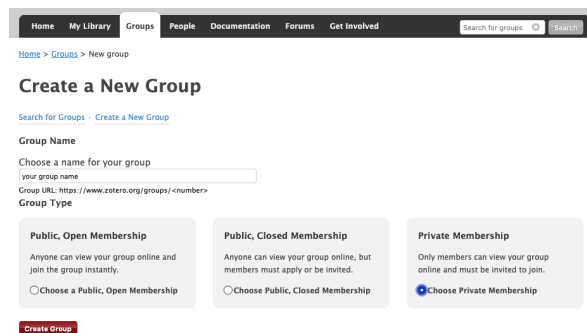 Home My Library Groups People Documentation Forums Get Involved Search for groups Search
Home > Groups > New group
Create a New Group
Search for Groups · Create a New Group
Group Name
Choose a name for your group
your group name
Group URL: https://www.zotero.org/groups/<number>
Group Type
Public, Open Membership
Anyone can view your group online and
join the group instantly.
Choose a Public, Open Membership
Public, Closed Membership
Anyone can view your group online, but
members must apply or be invited.
Choose Public, Closed Membership
Private Membership
Only members can view your group
online and must be invited to join.
Choose Private Membership
Create Group